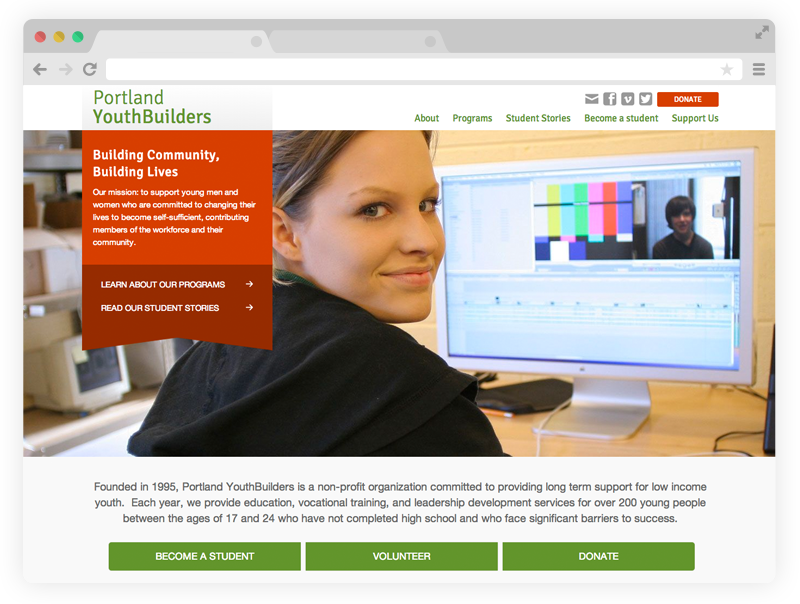 Portland
YouthBuilders
DONATE
About Programs Student Stories Become a student Support Us
Building Community,
Building Lives
Our mission: to support young men and
women who are committed to changing their
lives to become self-sufficient, contributing
members of the workforce and their
community.
LEARN ABOUT OUR PROGRAMS
READ OUR STUDENT STORIES
Founded in 1995, Portland YouthBuilders is a non-profit organization committed to providing long term support for low income
youth. Each year, we provide education, vocational training, and leadership development services for over 200 young people
between the ages of 17 and 24 who have not completed high school and who face significant barriers to success.
BECOME A STUDENT
VOLUNTEER
DONATE